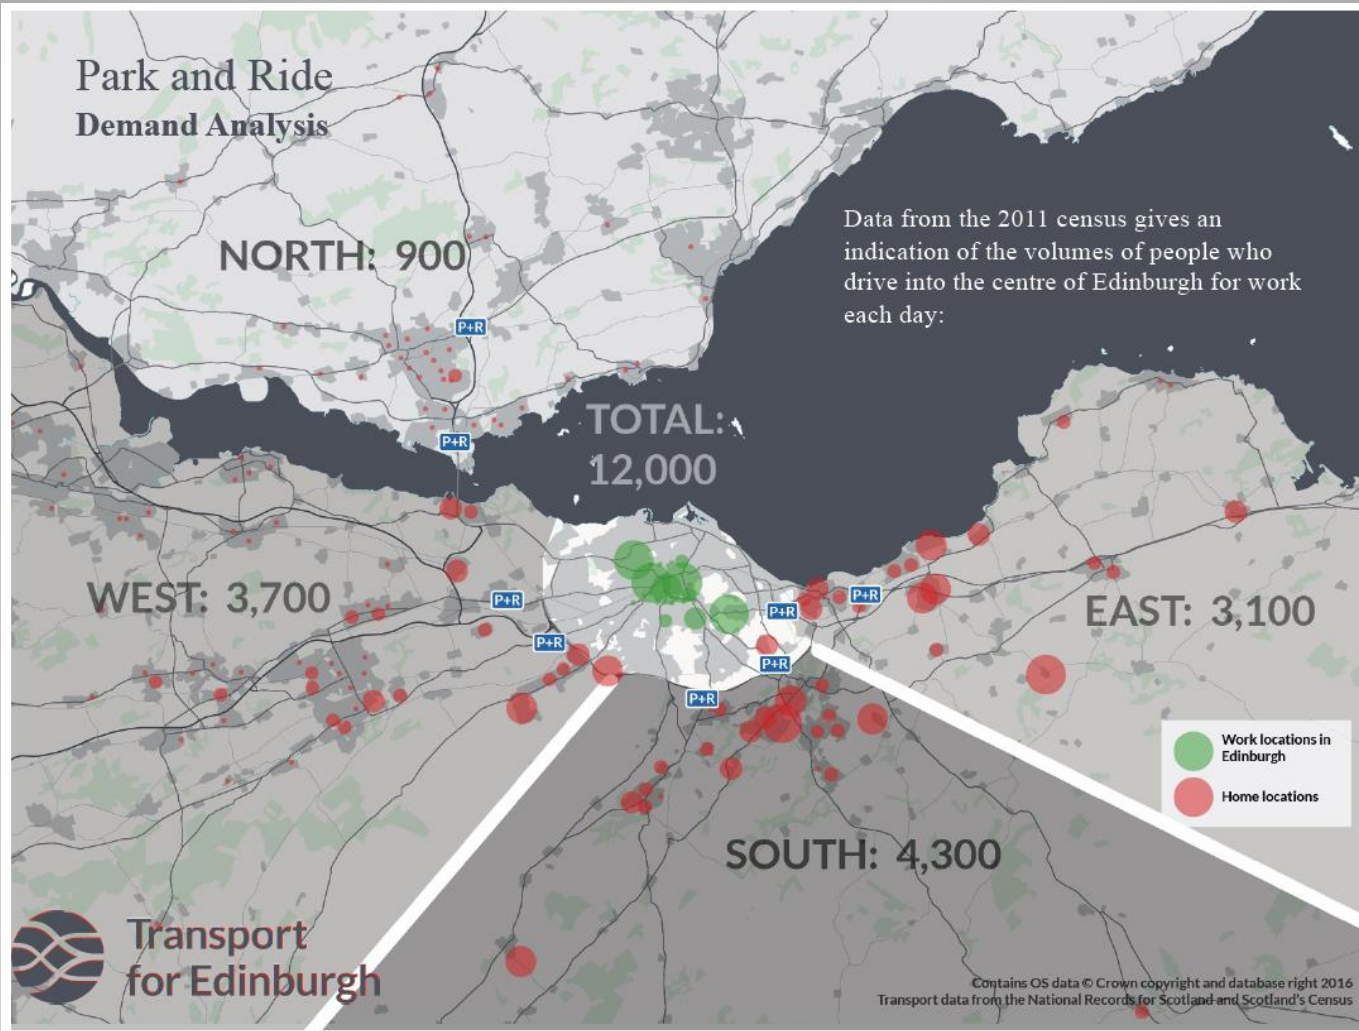 Park and Ride
Demand Analysis
Data from the 2011 census gives an
indication of the volumes of people who
drive into the centre of Edinburgh for work
each day:
NORTH: 900
P+R
TOTAL:
12,000
P+R
WEST: 3,700
P+R
P+R
P+R
P+R
EAST: 3,100
P+R
P+R
Work locations in
Edinburgh
Home locations
SOUTH: 4,300
Transport
for Edinburgh
Contains OS data © Crown copyright and database right 2016
Transport data from the National Records for Scotland and Scotland's Census